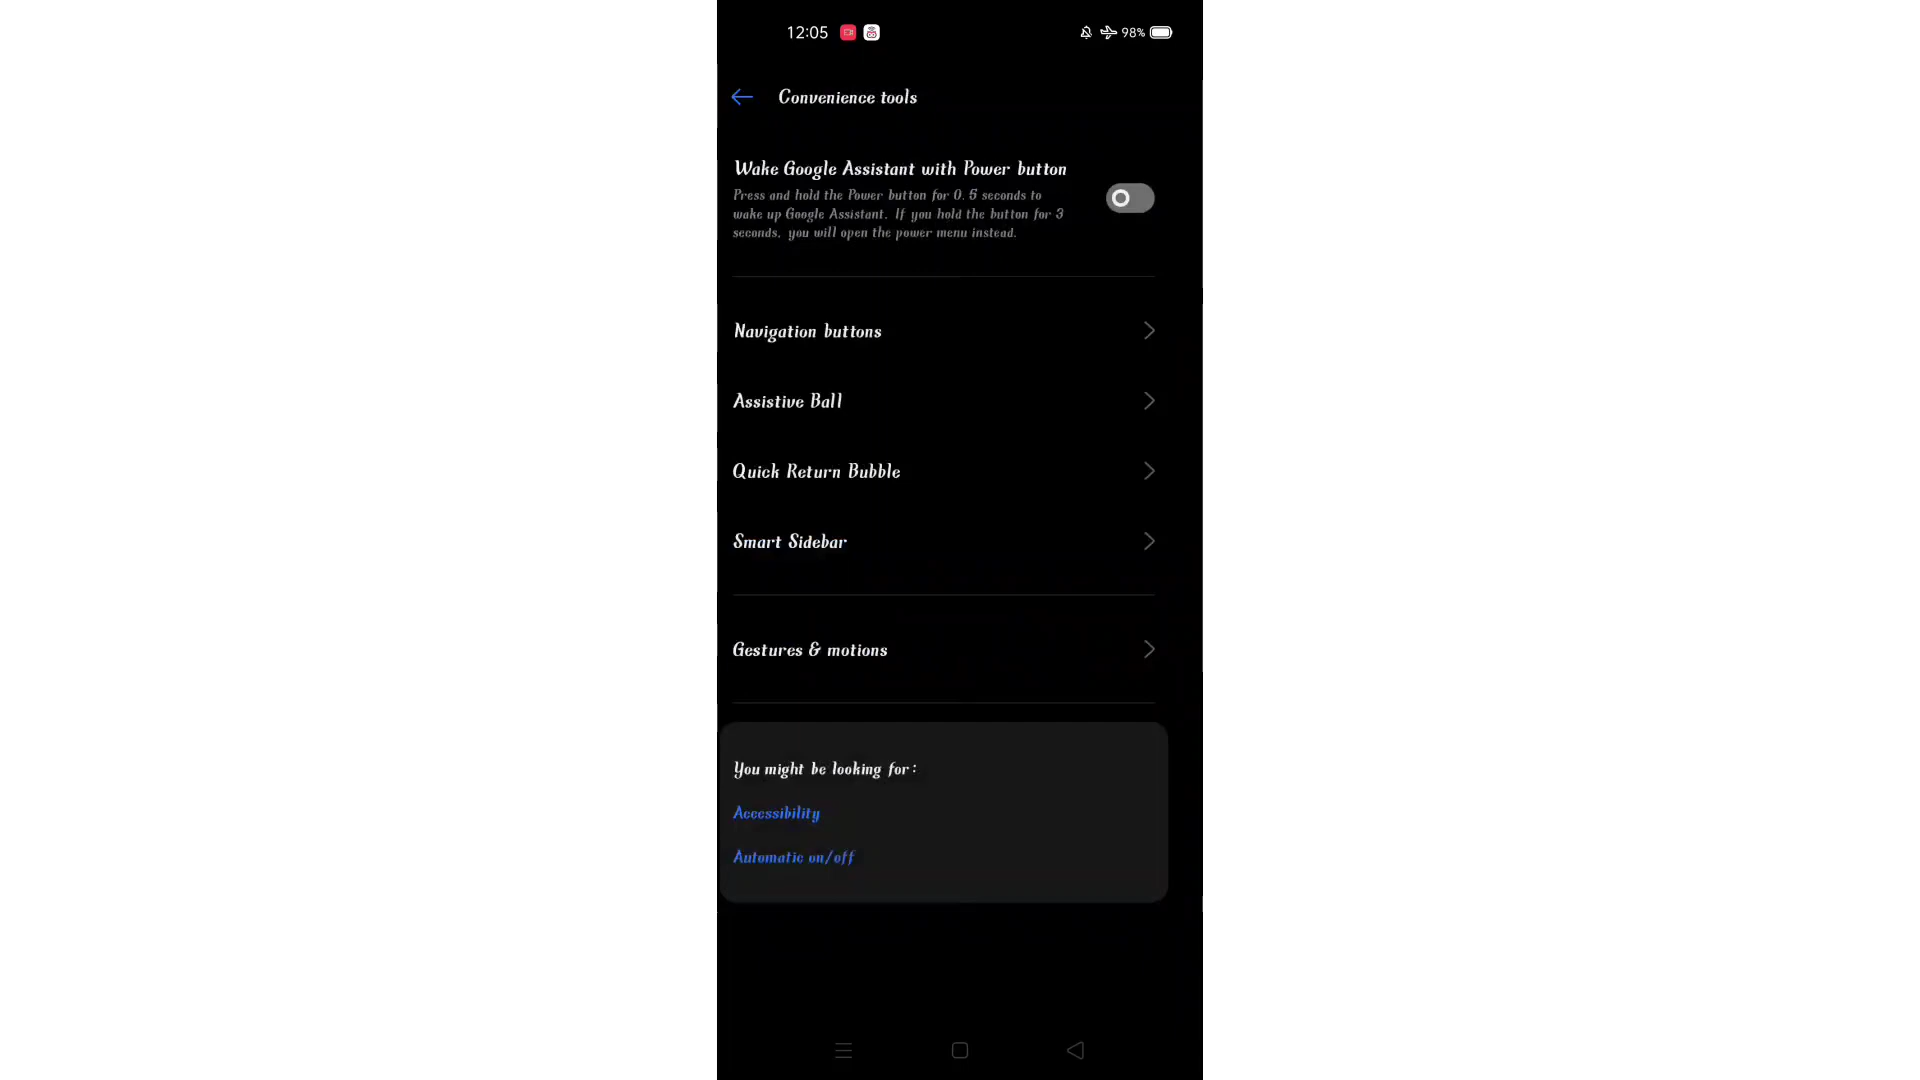 12:05
98%
Convenience tools
Wake Google Assistant with Power button
Press and hold the Power button for 0.5 seconds to
wake up Google Assistant. If you hold the button for 3
seconds, you will open the power menu instead.
Navigation buttons
Assistive Ball
Quick Return Bubble
Smart Sidebar
Gestures & motions
You might be looking for:
Accessibility
Automatic on/off